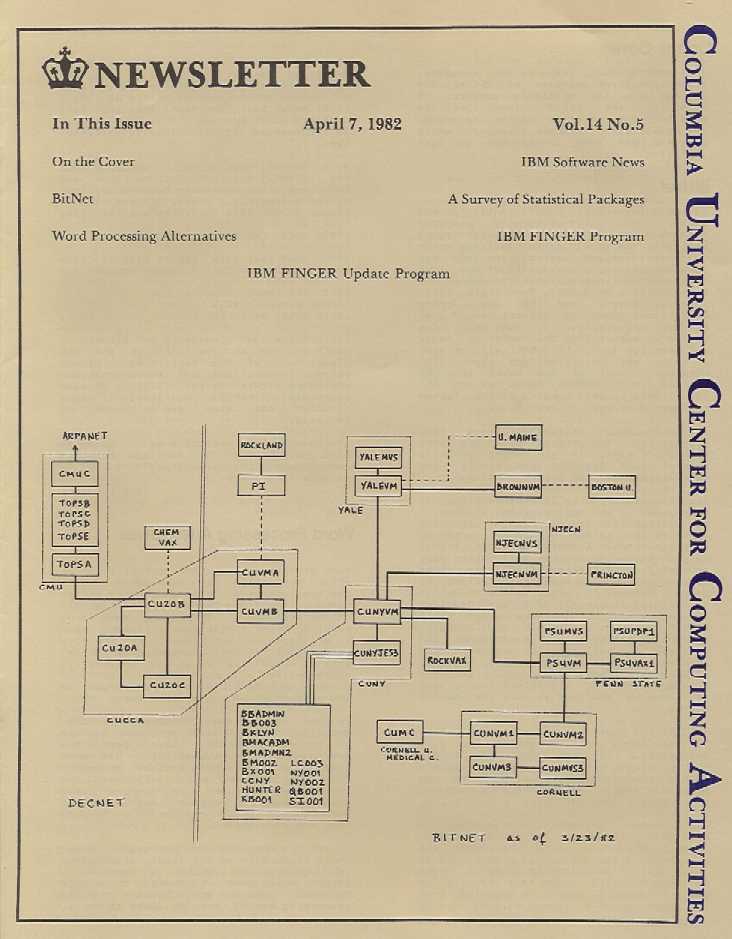 NEWSLETTER
In This Issue
April 7, 1982
Vol.14 No.5
On the Cover
IBM Software News
BitNet
A Survey of Statistical Packages
Word Processing Alternatives
IBM FINGER Program
IBM FINGER Update Program
COLUMBIA UNIVERSITY CENTER FOR COMPUTING ACTIVITIES
ARPANET
CMUC
TOPSB
TOPSC
TOPSD
TOPSE
TOPSA
CMU
CHEM
VAX
CU20B
CU20A
CU20C
CUCCA
DECNET
ROCKLAND
PI
CUVMA
CUVMB
YALEMVS
YALEVM
YALE
U. MAINE
BROWNVM
BOSTON U.
NJECN
NJECNVS
NJECNVM
PRINCTON
CUNYVM
CUNYJES3
CUNY
ROCKVAX
PSUMVS
PSUPDP1
PSUVM
PSUVAX1
PENN STATE
BBADMIN
BB003
BKLYN
BMACADM
BMADMN2
BM002 LC003
BX001 NY001
CCNY NY002
HUNTER QB001
KB001 SI001
CUMC
CORNELL U.
MEDICAL C.
CUNVM1
CUNVM2
CUNVM3
CUNMVS3
CORNELL
BITNET as of 3/23/82